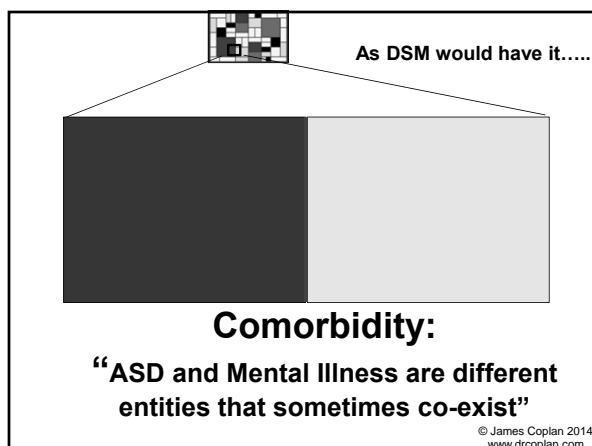 As DSM would have it…..
Comorbidity:
“ASD and Mental Illness are different
entities that sometimes co-exist”
© James Coplan 2014
www.drcoplan.com